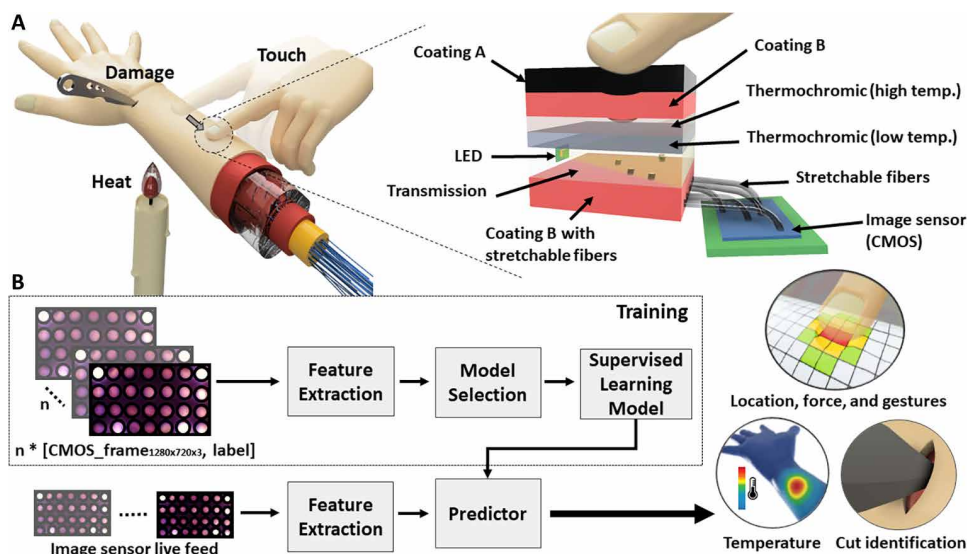 A
Damage
Touch
Heat
Coating A
Coating B
Thermochromic (high temp.)
Thermochromic (low temp.)
LED
Transmission
Stretchable fibers
Coating B with
stretchable fibers
Image sensor
(CMOS)
B
Training
n
n * [CMOS_frame1280x720x3, label]
Feature
Extraction
Model
Selection
Supervised
Learning
Model
Location, force, and gestures
Image sensor live feed
Feature
Extraction
Predictor
Temperature
Cut identification